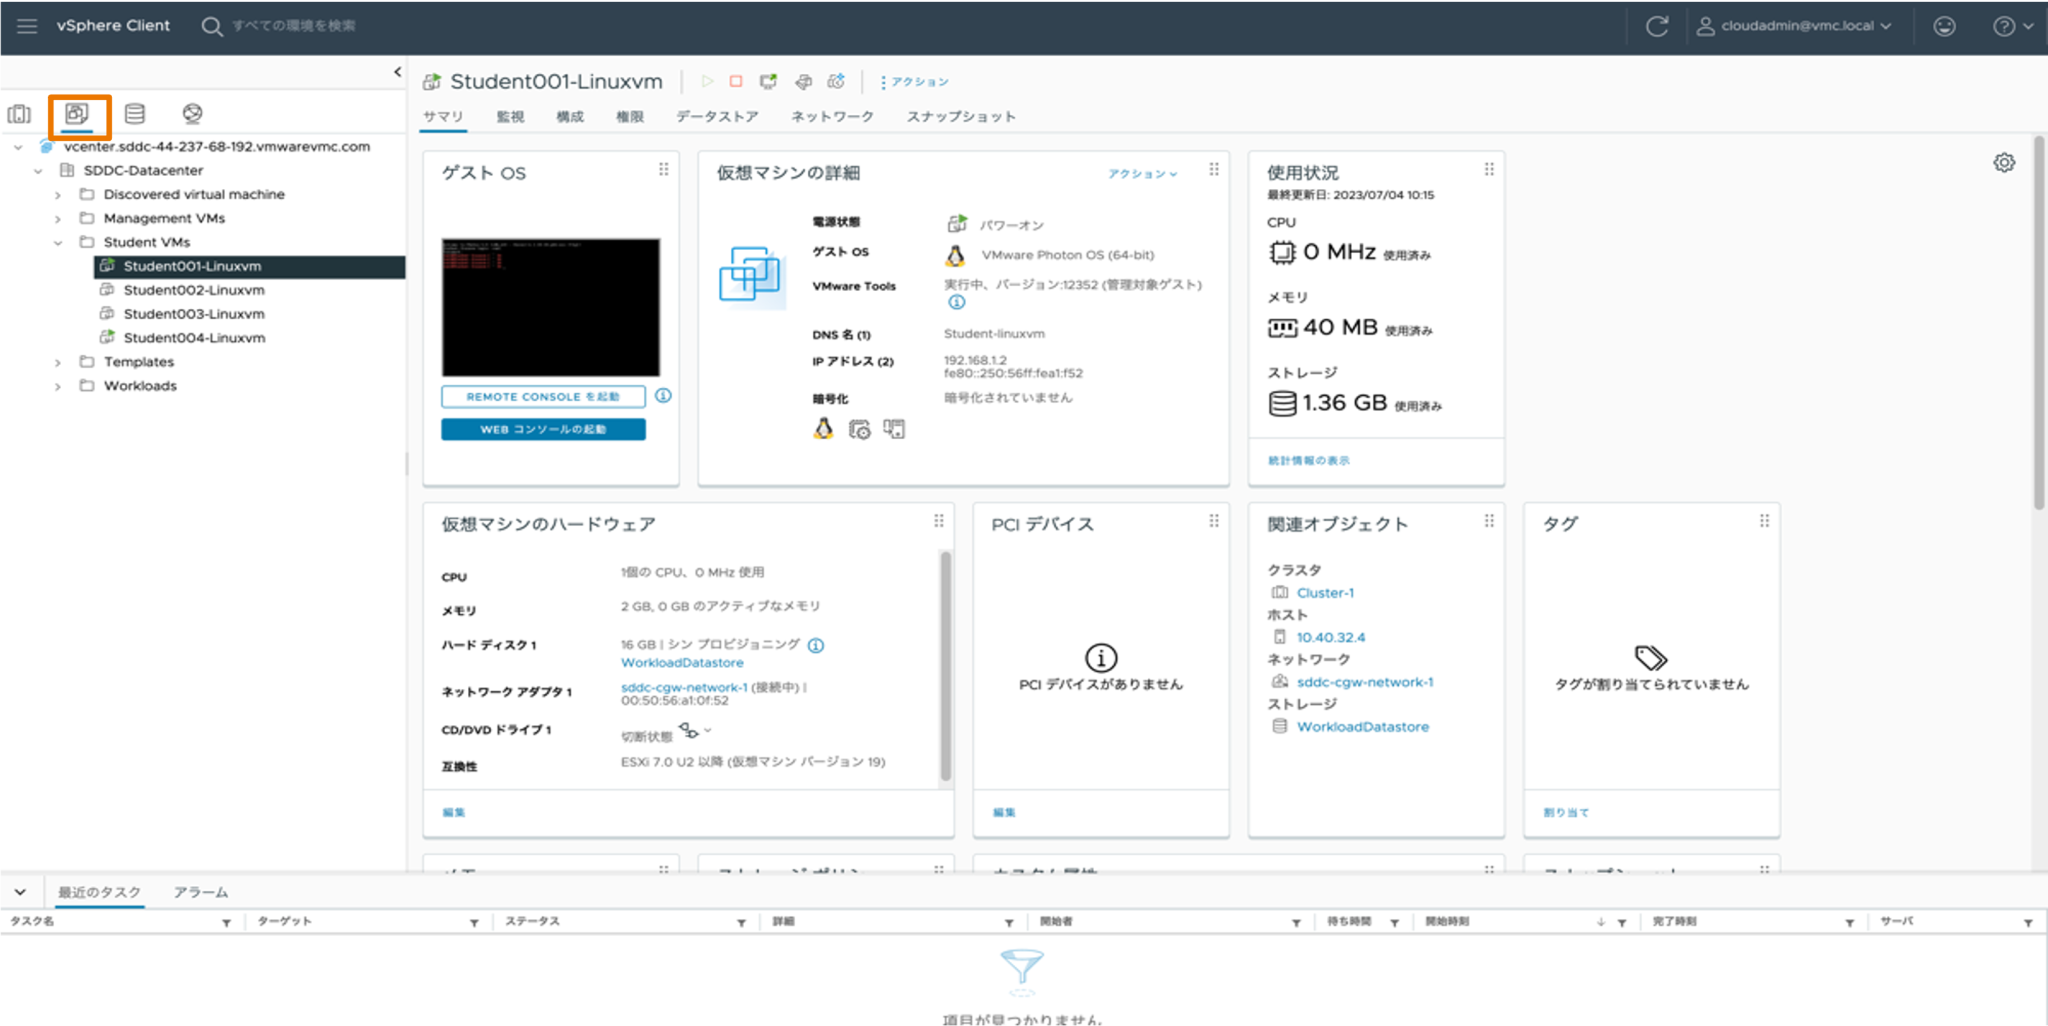 vSphere Client
すべての環境を検索
cloudadmin@vmc.local
vcenter.sddc-44-237-68-192.vmwarevmc.com
SDDC-Datacenter
Discovered virtual machine
Management VMs
Student VMs
Student001-Linuxvm
Student002-Linuxvm
Student003-Linuxvm
Student004-Linuxvm
Templates
Workloads
Student001-Linuxvm
アクション
サマリ 監視 構成 権限 データストア ネットワーク スナップショット
ゲスト OS
REMOTE CONSOLE を起動
WEB コンソールの起動
仮想マシンの詳細
アクション
電源状態 パワーオン
ゲスト OS VMware Photon OS (64-bit)
VMware Tools 実行中、バージョン:12352 (管理対象ゲスト)
DNS 名 (1) Student-linuxvm
IP アドレス (2) 192.168.1.2
fe80::250:56ff:fea1:f52
暗号化 暗号化されていません
使用状況
最終更新日: 2023/07/04 10:15
CPU
0 MHz 使用済み
メモリ
40 MB 使用済み
ストレージ
1.36 GB 使用済み
統計情報の表示
仮想マシンのハードウェア
CPU 1個の CPU、0 MHz 使用
メモリ 2 GB, 0 GB のアクティブなメモリ
ハード ディスク 1 16 GB | シン プロビジョニング
WorkloadDatastore
ネットワーク アダプタ 1 sddc-cgw-network-1 (接続中) |
00:50:56:a1:0f:52
CD/DVD ドライブ 1 切断状態
互換性 ESXi 7.0 U2 以降 (仮想マシン バージョン 19)
編集
PCI デバイス
PCI デバイスがありません
編集
関連オブジェクト
クラスタ
Cluster-1
ホスト
10.40.32.4
ネットワーク
sddc-cgw-network-1
ストレージ
WorkloadDatastore
タグ
タグが割り当てられていません
割り当て
最近のタスク アラーム
タスク名 ターゲット ステータス 詳細 開始者 待ち時間 開始時刻 完了時刻 サーバ
項目が見つかりません